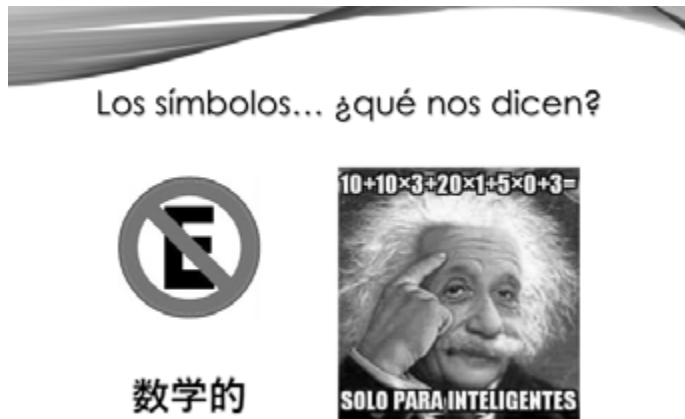 Los símbolos... ¿qué nos dicen?
E
数学的
10+10×3+20×1+5×0+3=
SOLO PARA INTELIGENTES